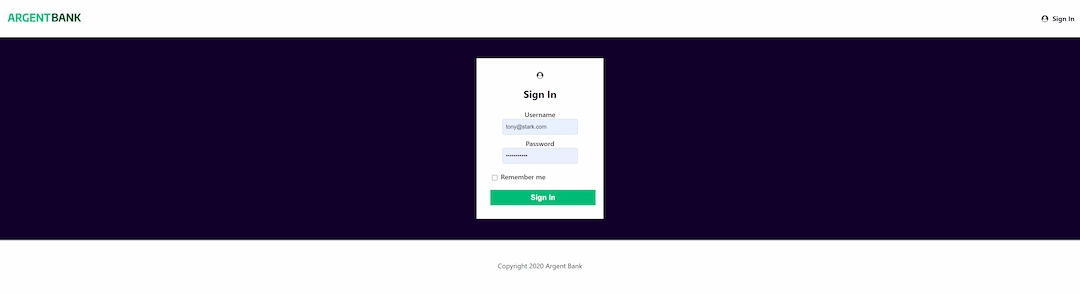 ARGENTBANK
Sign In
Sign In
Username
tony@stark.com
Password
•••••••••••
Remember me
Sign In
Copyright 2020 Argent Bank